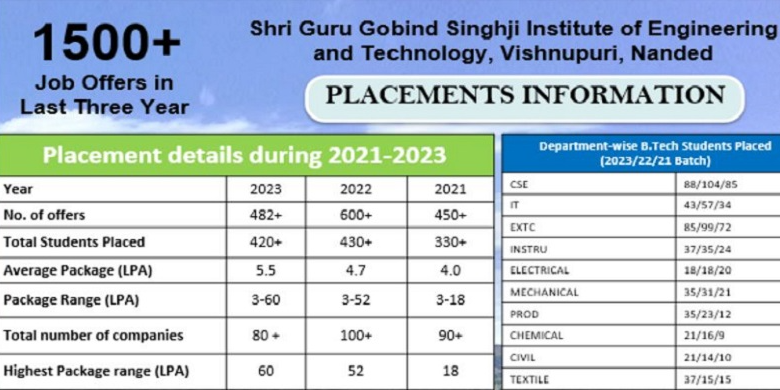 1500+
Job Offers in
Last Three Year
Shri Guru Gobind Singhji Institute of Engineering
and Technology, Vishnupuri, Nanded
PLACEMENTS INFORMATION
Placement details during 2021-2023
Year 2023 2022 2021
No. of offers 482+ 600+ 450+
Total Students Placed 420+ 430+ 330+
Average Package (LPA) 5.5 4.7 4.0
Package Range (LPA) 3-60 3-52 3-18
Total number of companies 80 + 100+ 90+
Highest Package range (LPA) 60 52 18
Department-wise B.Tech Students Placed
(2023/22/21 Batch)
CSE 88/104/85
IT 43/57/34
EXTC 85/99/72
INSTRU 37/35/24
ELECTRICAL 18/18/20
MECHANICAL 35/31/21
PROD 35/23/12
CHEMICAL 21/16/9
CIVIL 21/14/10
TEXTILE 37/15/15